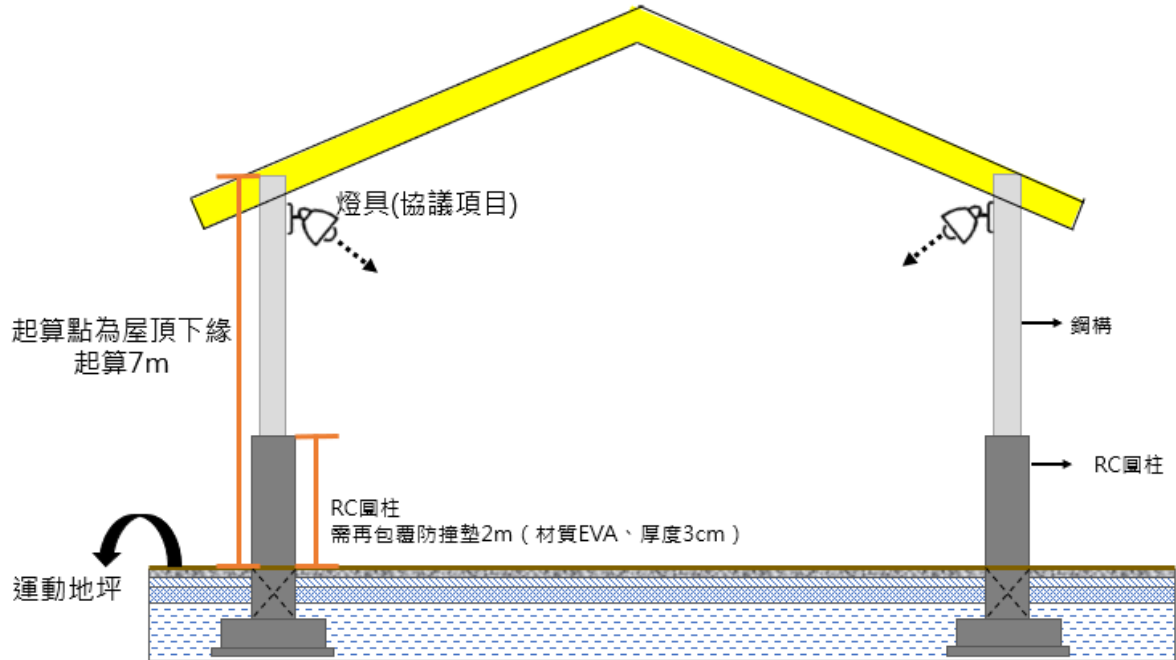 燈具(協議項目)
起算點為屋頂下緣
起算7m
鋼構
RC圓柱
RC圓柱
需再包覆防撞墊2m（材質EVA、厚度3cm）
運動地坪